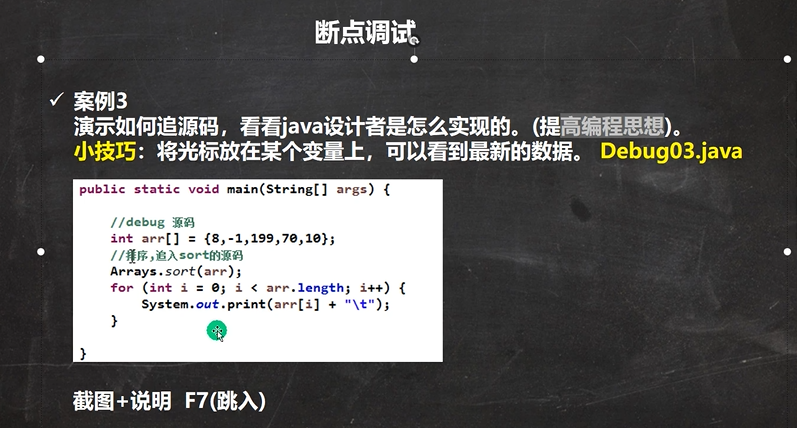 断点调试
案例3
演示如何追源码，看看java设计者是怎么实现的。(提高编程思想)。
小技巧：将光标放在某个变量上，可以看到最新的数据。 Debug03.java
public static void main(String[] args) {
//debug 源码
int arr[] = {8,-1,199,70,10};
//排序,追入sort的源码
Arrays.sort(arr);
for (int i = 0; i < arr.length; i++) {
System.out.print(arr[i] + "\t");
}
}
截图+说明 F7(跳入)